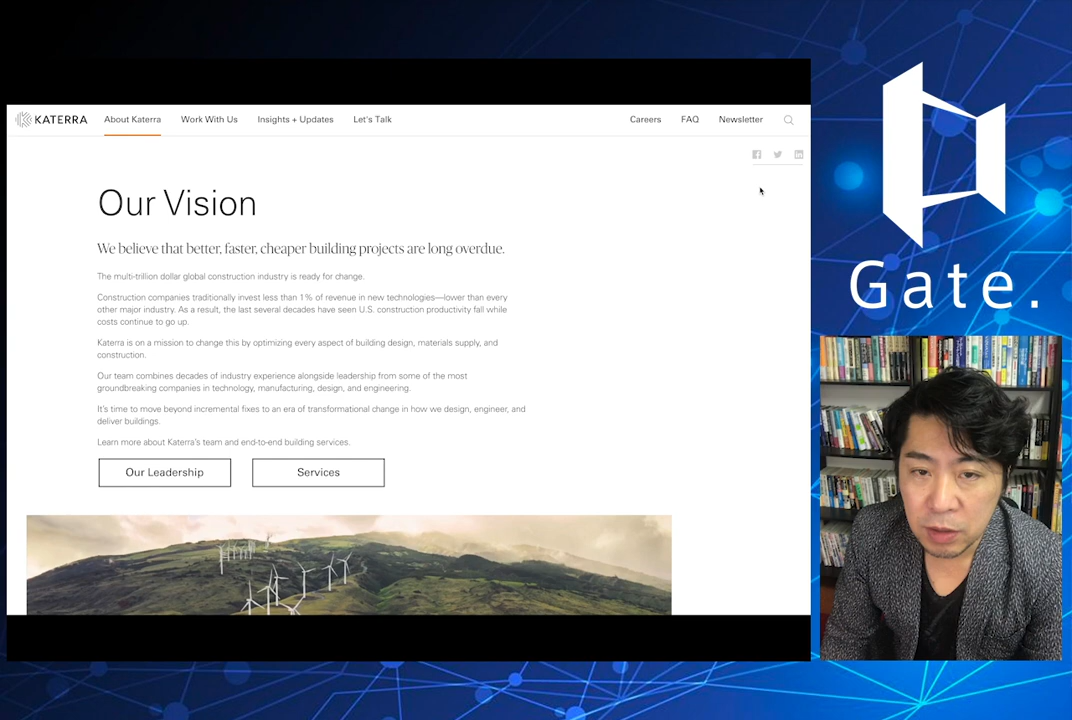 KATERRA
About Katerra
Work With Us
Insights + Updates
Let's Talk
Careers
FAQ
Newsletter
Our Vision
We believe that better, faster, cheaper building projects are long overdue.
The multi-trillion dollar global construction industry is ready for change.
Construction companies traditionally invest less than 1% of revenue in new technologies—lower than every
other major industry. As a result, the last several decades have seen U.S. construction productivity fall while
costs continue to go up.
Katerra is on a mission to change this by optimizing every aspect of building design, materials supply, and
construction.
Our team combines decades of industry experience alongside leadership from some of the most
groundbreaking companies in technology, manufacturing, design, and engineering.
It's time to move beyond incremental fixes to an era of transformational change in how we design, engineer, and
deliver buildings.
Learn more about Katerra's team and end-to-end building services.
Our Leadership
Services
Gate.